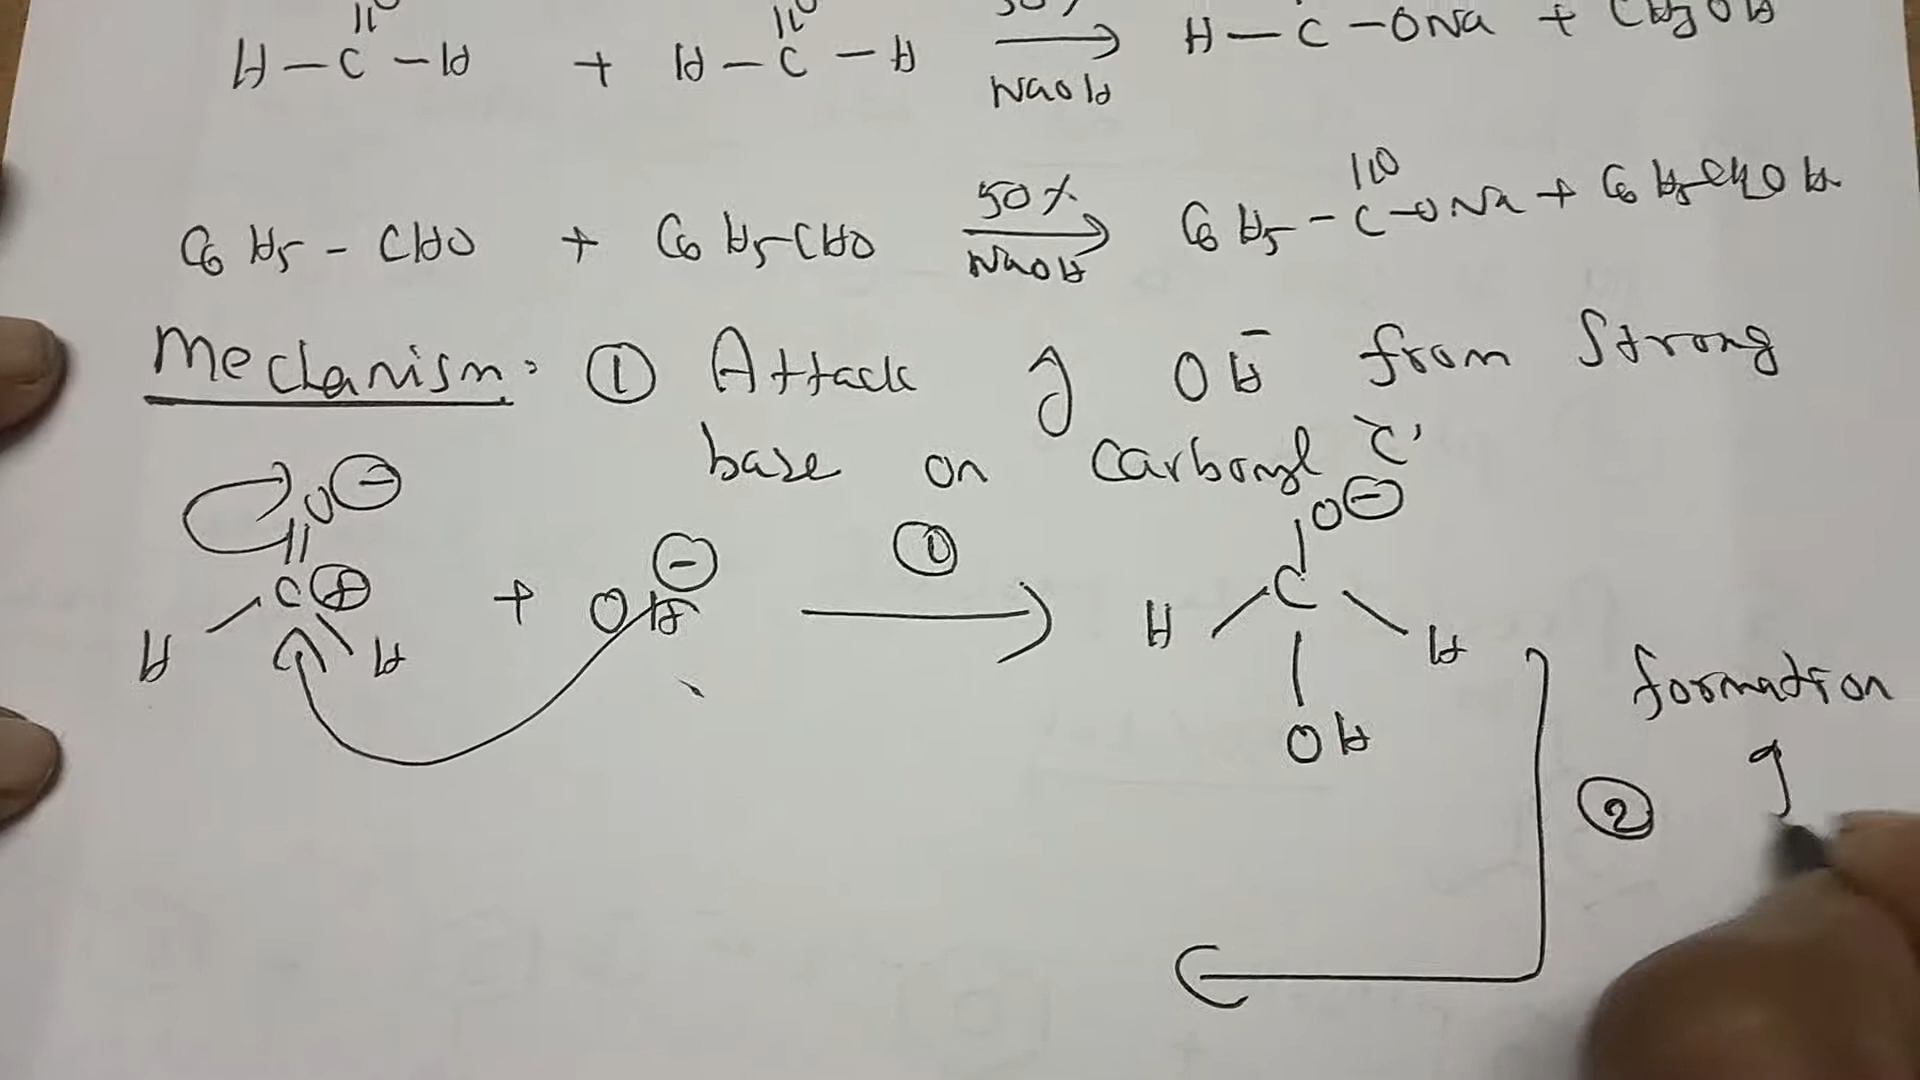 O O 50%
H-C-H + H-C-H → H-C-ONa + CH3OH
NaOH
50% O
C6H5-CHO + C6H5-CHO → C6H5-C-ONa + C6H5CH2OH
NaOH
Mechanism: ① Attack of OH⁻ from Strong
base on Carbonyl 'C'
O⊖ ⊖ ① O⊖
C⊕ + OH → C
H H H H
OH
formation
② of